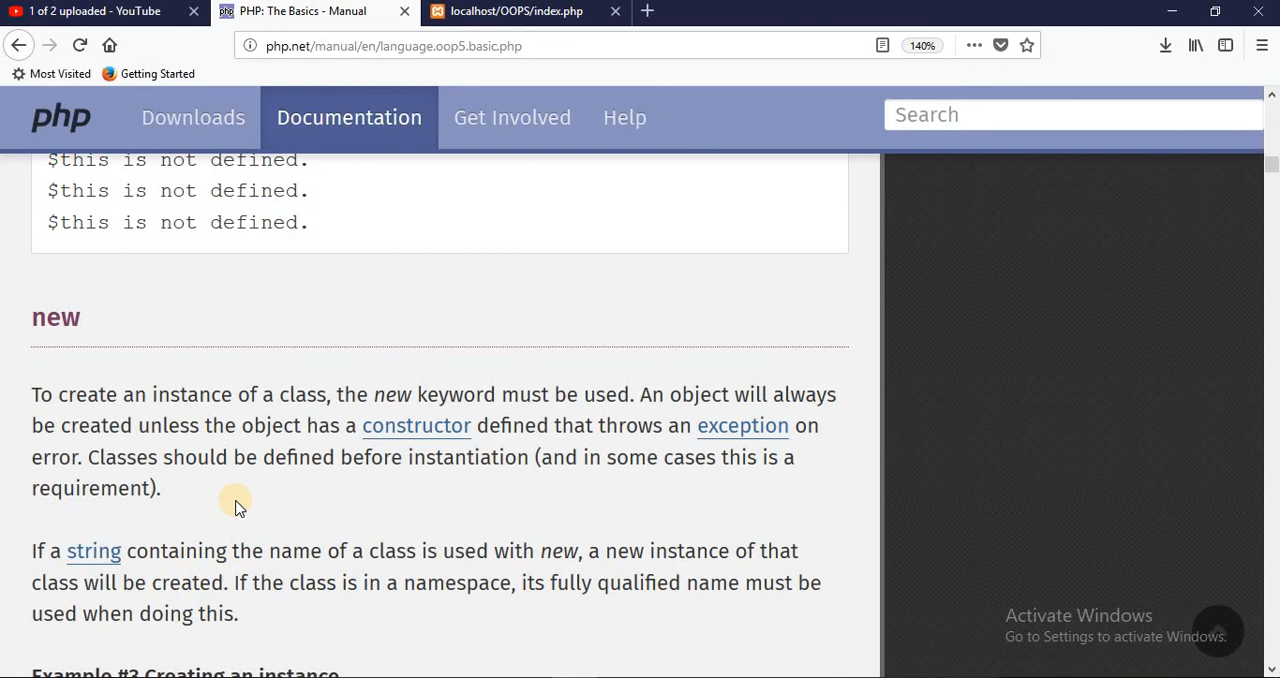 1 of 2 uploaded - YouTube
PHP: The Basics - Manual
localhost/OOPS/index.php
php.net/manual/en/language.oop5.basic.php
140%
Most Visited
Getting Started
php
Downloads
Documentation
Get Involved
Help
Search
$this is not defined.
$this is not defined.
$this is not defined.
new
To create an instance of a class, the new keyword must be used. An object will always
be created unless the object has a constructor defined that throws an exception on
error. Classes should be defined before instantiation (and in some cases this is a
requirement).
If a string containing the name of a class is used with new, a new instance of that
class will be created. If the class is in a namespace, its fully qualified name must be
used when doing this.
Example #3 Creating an instance
Activate Windows
Go to Settings to activate Windows.